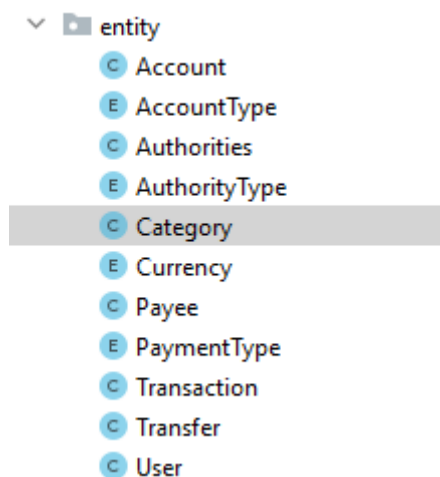 entity
C Account
E AccountType
C Authorities
E AuthorityType
C Category
E Currency
C Payee
E PaymentType
C Transaction
C Transfer
C User